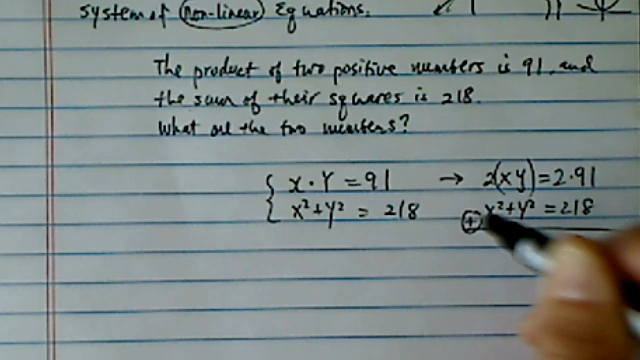 system of non-linear Equations.
The product of two positive numbers is 91, and
the sum of their squares is 218.
What are the two numbers?
x · Y = 91 → 2(xy) = 2·91
x² + y² = 218 + x² + y² = 218